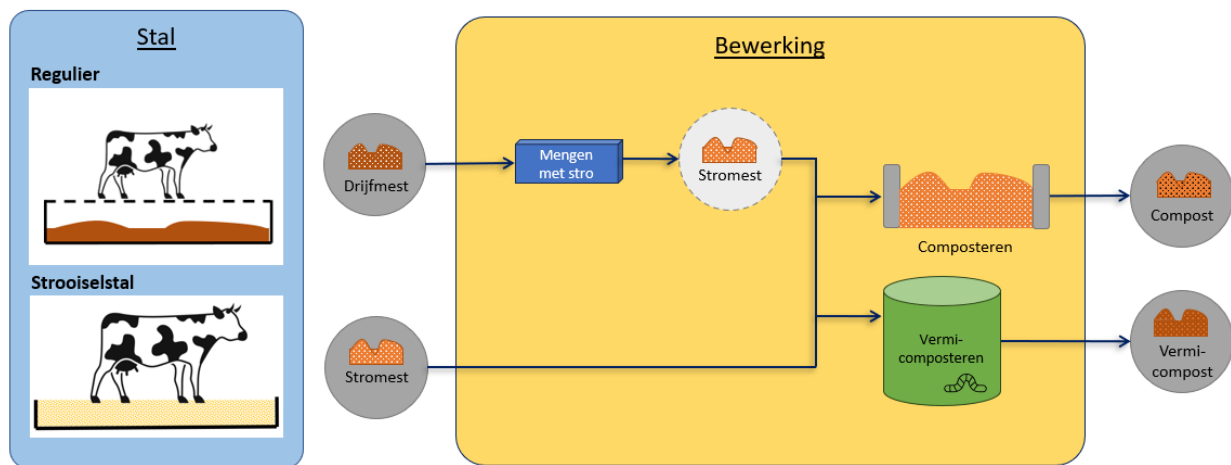 Stal
Regulier
Strooiselstal
Drijfmest
Stromest
Bewerking
Mengen
met stro
Stromest
Composteren
Vermi-
composteren
Compost
Vermi-
compost